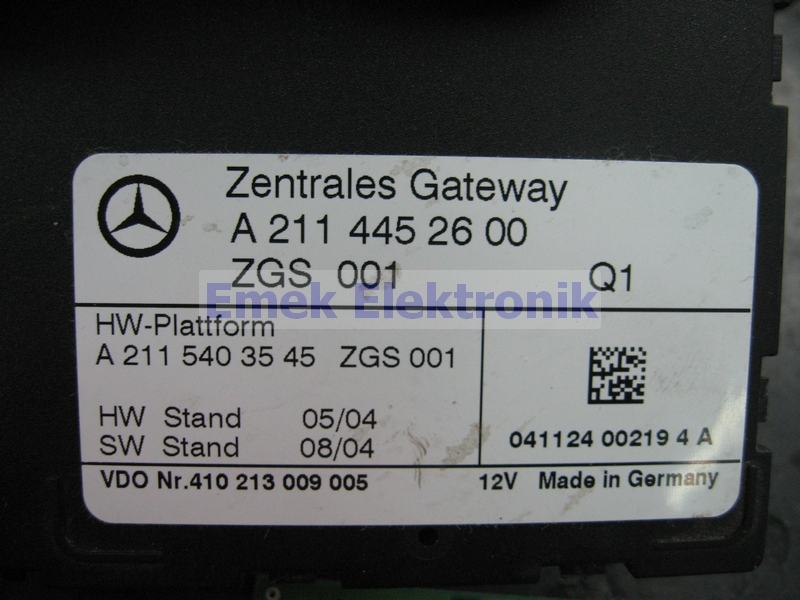 Zentrales Gateway
A 211 445 26 00
ZGS 001 Q1
Emek Elektronik
HW-Plattform
A 211 540 35 45 ZGS 001
HW Stand 05/04
SW Stand 08/04
041124 00219 4 A
VDO Nr.410 213 009 005 12V Made in Germany